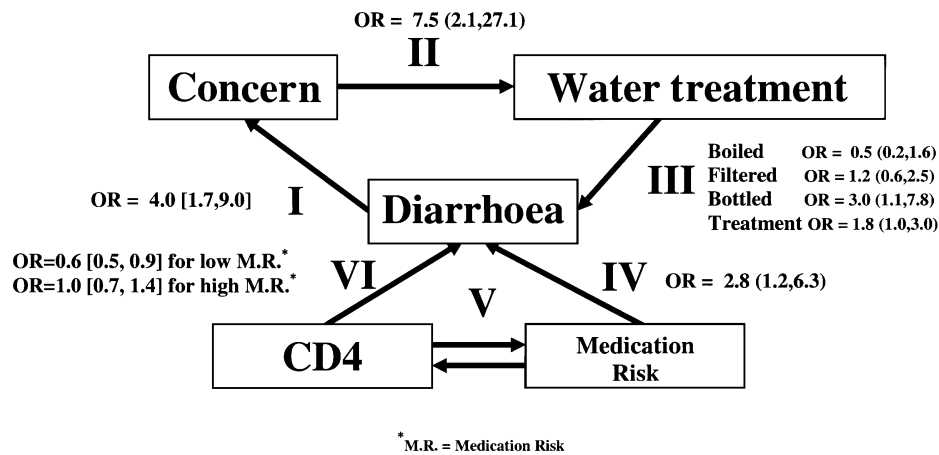 OR = 7.5 (2.1,27.1)
II
Concern
Water treatment
Boiled OR = 0.5 (0.2,1.6)
Filtered OR = 1.2 (0.6,2.5)
Bottled OR = 3.0 (1.1,7.8)
Treatment OR = 1.8 (1.0,3.0)
III
OR = 4.0 [1.7,9.0]
I
Diarrhoea
OR=0.6 [0.5, 0.9] for low M.R.*
OR=1.0 [0.7, 1.4] for high M.R.*
VI
IV
OR = 2.8 (1.2,6.3)
V
CD4
Medication
Risk
*M.R. = Medication Risk